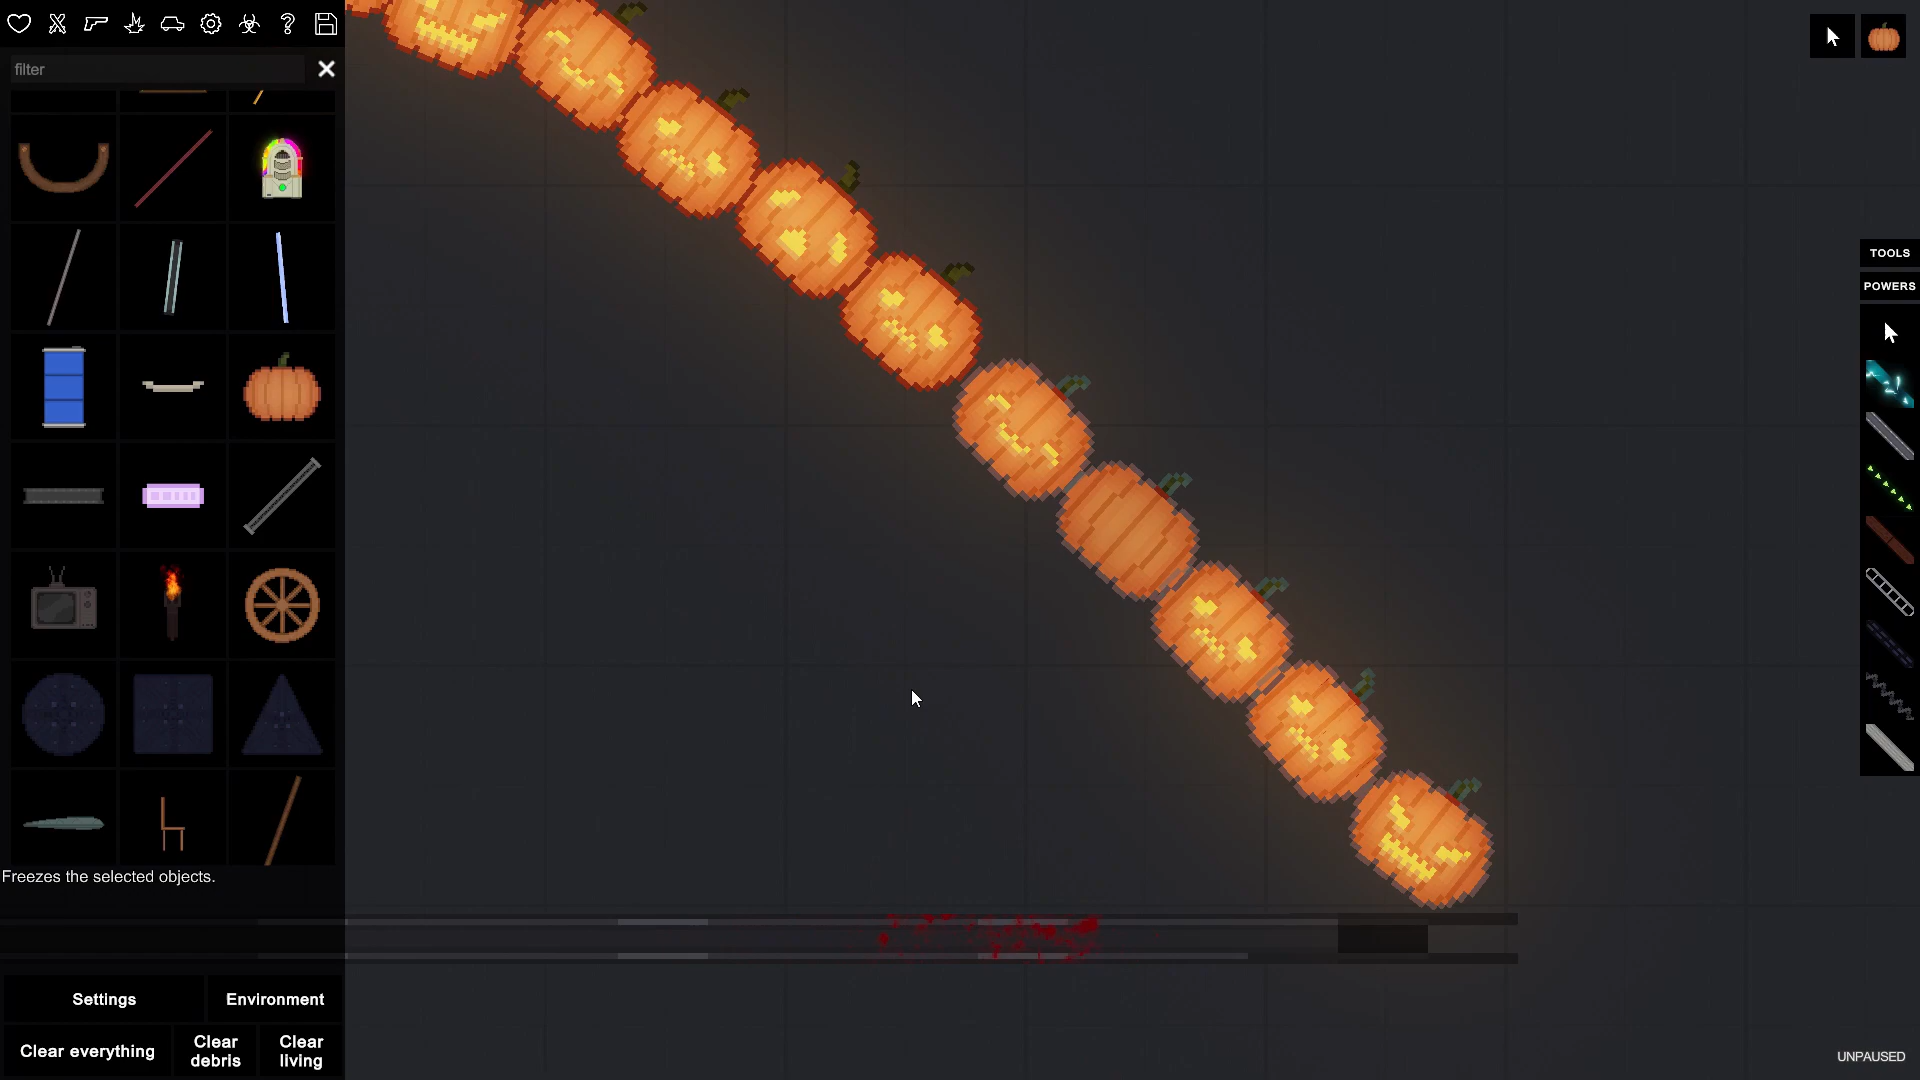 filter
TOOLS
POWERS
Freezes the selected objects.
Settings
Environment
Clear everything
Clear
debris
Clear
living
UNPAUSED